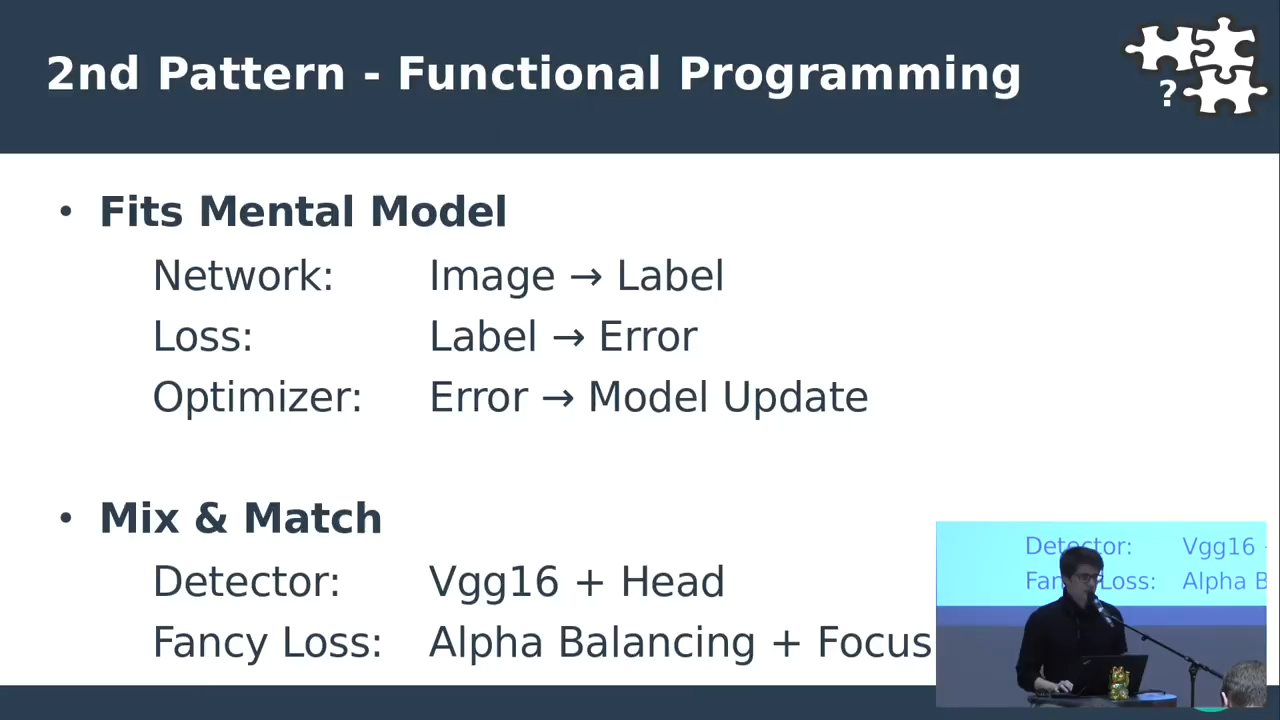 2nd Pattern - Functional Programming
?
• Fits Mental Model
Network: Image → Label
Loss: Label → Error
Optimizer: Error → Model Update
• Mix & Match
Detector: Vgg16 + Head
Fancy Loss: Alpha Balancing + Focus
Detector: Vgg16
Loss: Alpha